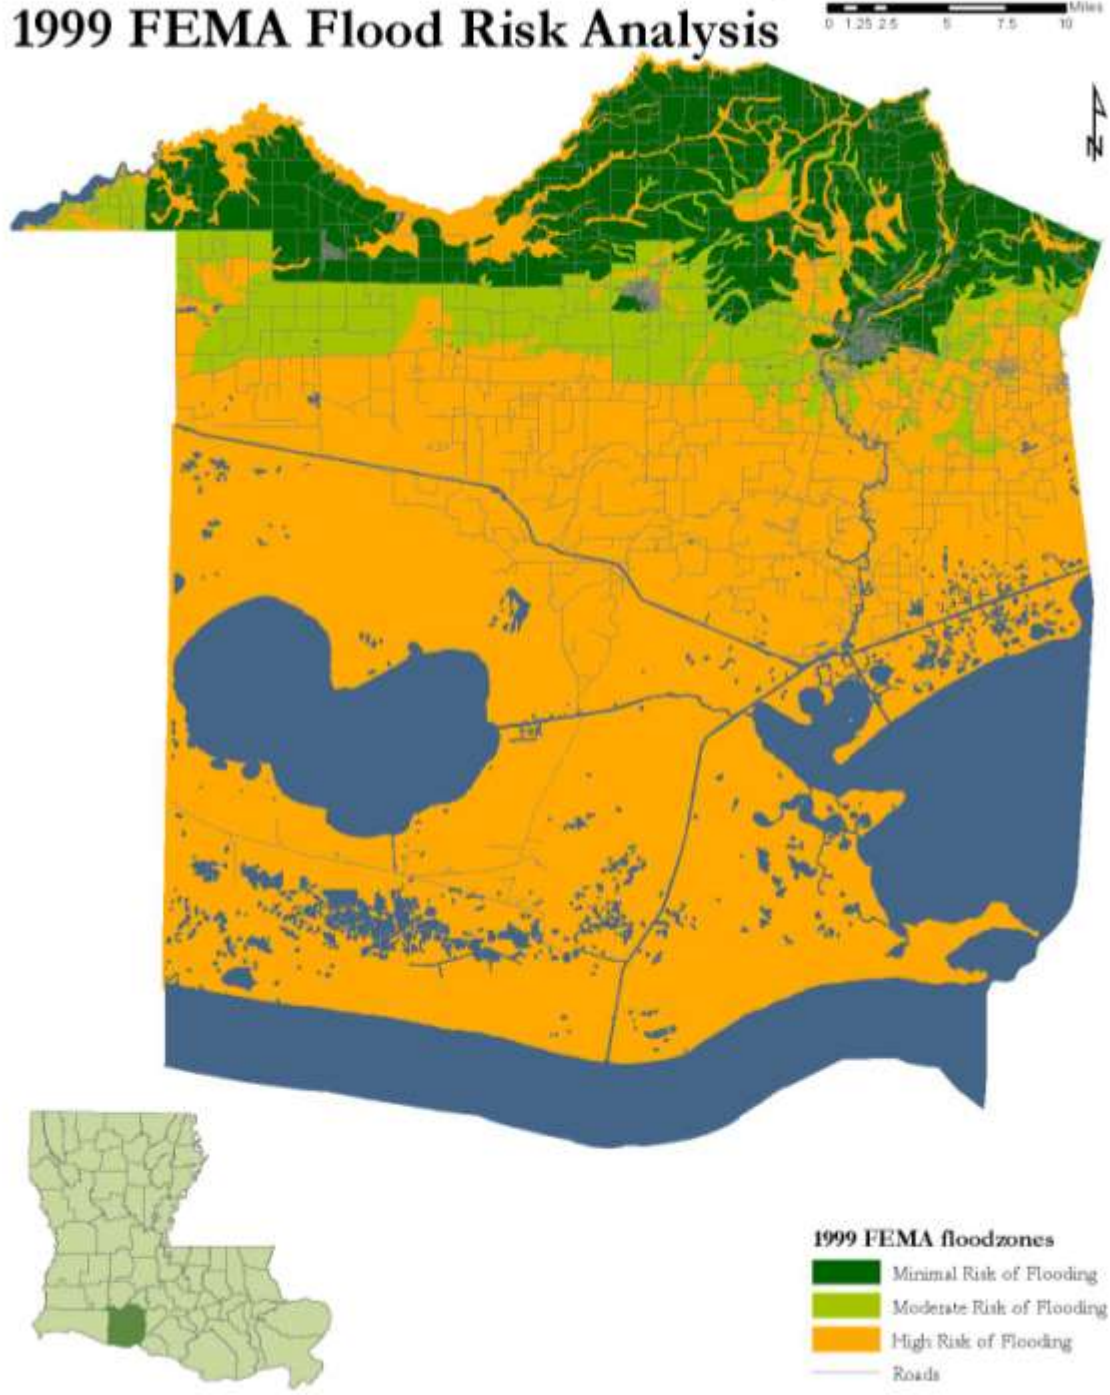 1999 FEMA Flood Risk Analysis
Miles
0 1.25 2.5 5 7.5 10
N
1999 FEMA floodzones
Minimal Risk of Flooding
Moderate Risk of Flooding
High Risk of Flooding
Roads